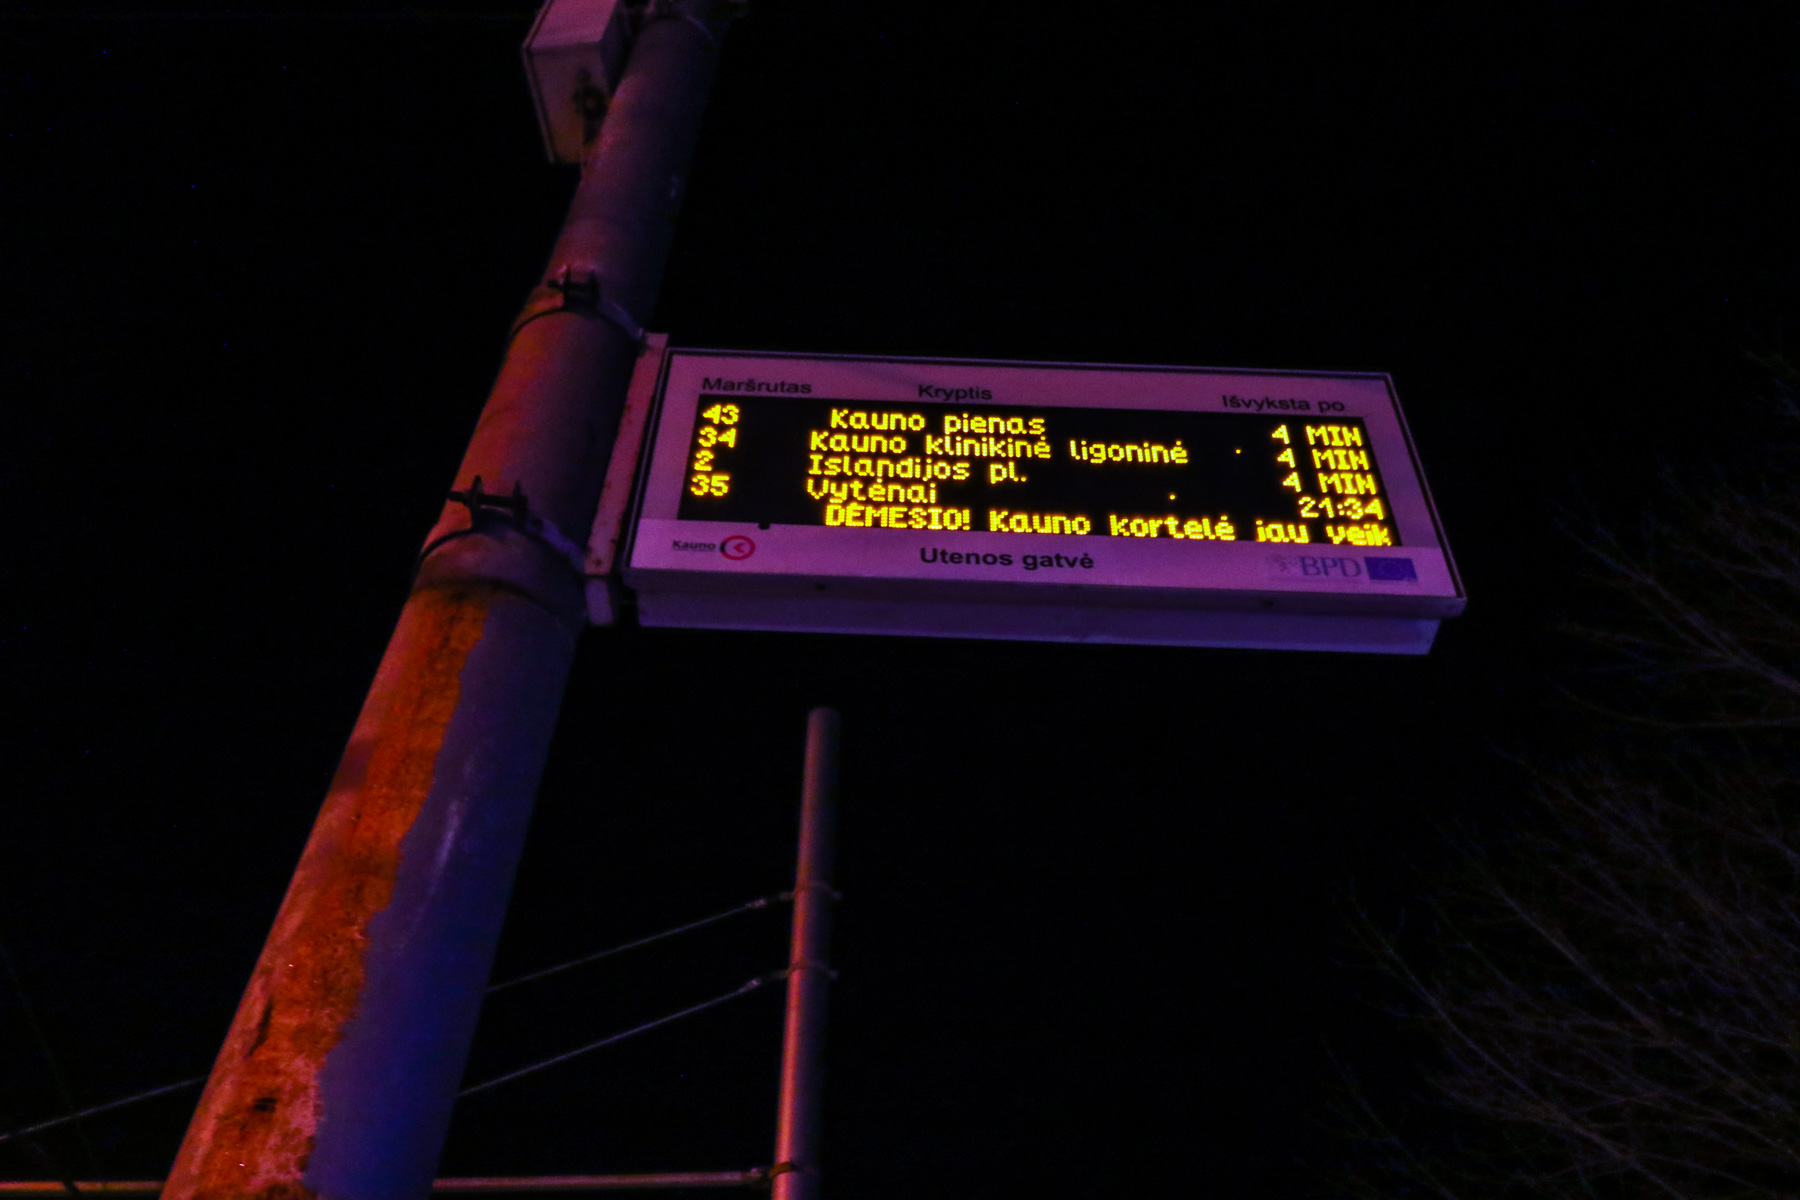 Maršrutas Kryptis Išvyksta po
43 Kauno pienas 4 MIN
34 Kauno klinikinė ligoninė 4 MIN
2 Islandijos pl. 4 MIN
35 Vytėnai 21:34
DĖMESIO! Kauno kortelė jau veik
Kauno Utenos gatvė BPD